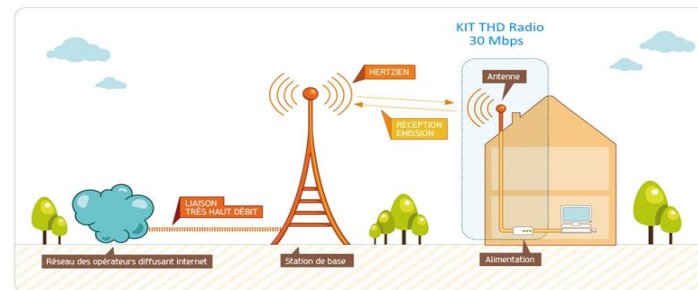 KIT THD Radio
30 Mbps
HERTZIEN
Antenne
RECEPTION
EMISSION
LIAISON
TRÈS HAUT DÉBIT
Réseau des opérateurs diffusant internet
Station de base
Alimentation